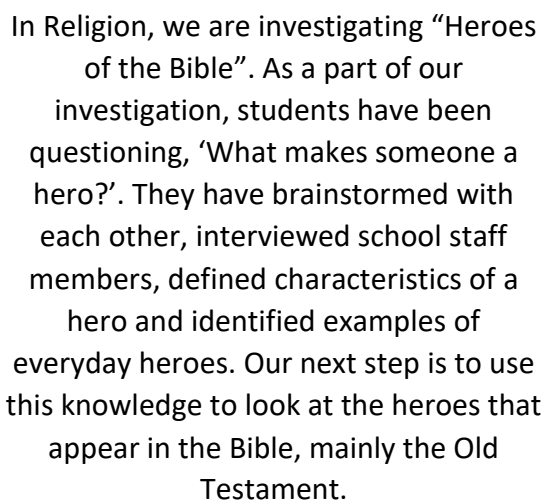 In Religion, we are investigating “Heroes
of the Bible”. As a part of our
investigation, students have been
questioning, ‘What makes someone a
hero?’. They have brainstormed with
each other, interviewed school staff
members, defined characteristics of a
hero and identified examples of
everyday heroes. Our next step is to use
this knowledge to look at the heroes that
appear in the Bible, mainly the Old
Testament.